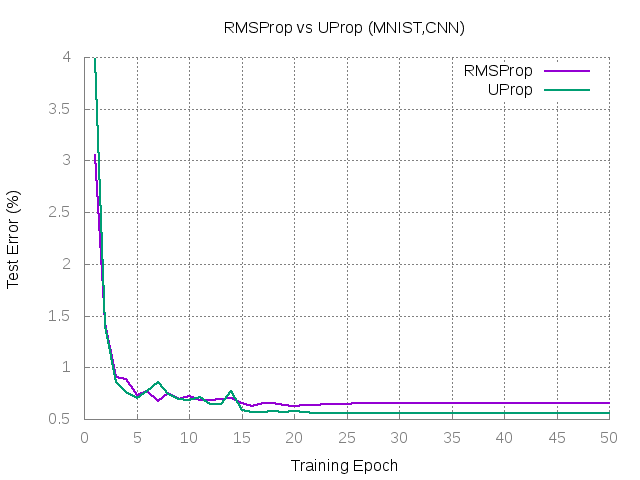 RMSProp vs UProp (MNIST,CNN)
RMSProp
UProp
4
3.5
3
2.5
2
1.5
1
0.5
Test Error (%)
0 5 10 15 20 25 30 35 40 45 50
Training Epoch